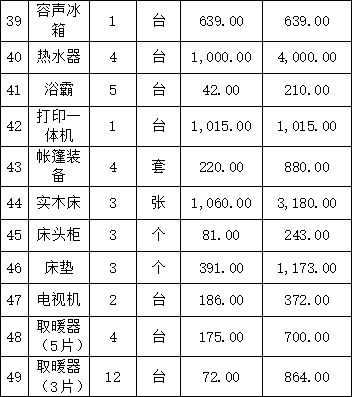 39 容声冰箱 1 台 639.00 639.00
40 热水器 4 台 1,000.00 4,000.00
41 浴霸 5 台 42.00 210.00
42 打印一体机 1 台 1,015.00 1,015.00
43 帐篷装备 4 套 220.00 880.00
44 实木床 3 张 1,060.00 3,180.00
45 床头柜 3 个 81.00 243.00
46 床垫 3 个 391.00 1,173.00
47 电视机 2 台 186.00 372.00
48 取暖器（5片） 4 台 175.00 700.00
49 取暖器（3片） 12 台 72.00 864.00